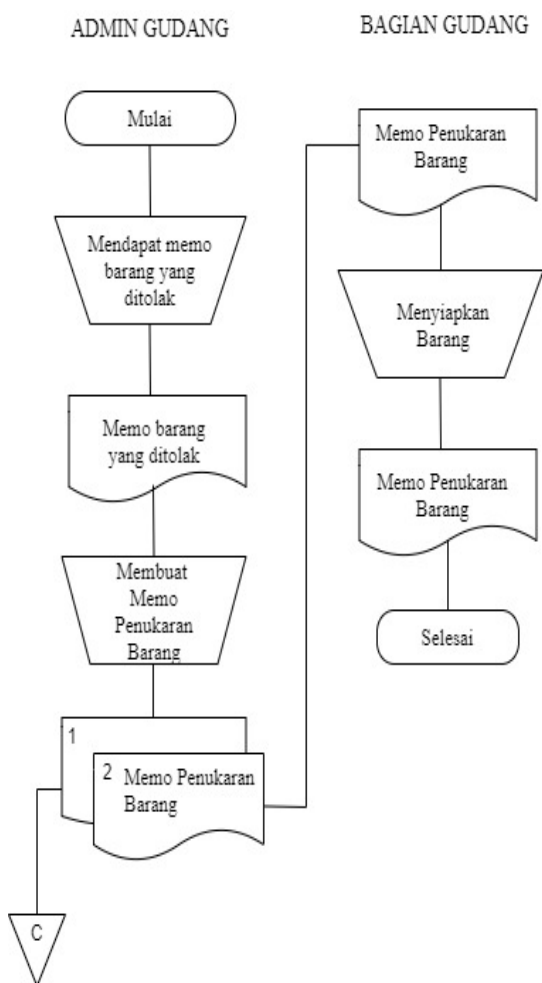 ADMIN GUDANG
BAGIAN GUDANG
Mulai
Mendapat memo
barang yang
ditolak
Memo barang
yang ditolak
Membuat
Memo
Penukaran
Barang
1
2 Memo Penukaran
Barang
C
Memo Penukaran
Barang
Menyiapkan
Barang
Memo Penukaran
Barang
Selesai